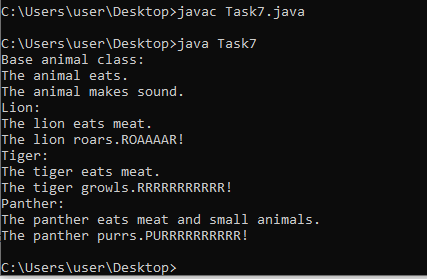 C:\Users\user\Desktop>javac Task7.java
C:\Users\user\Desktop>java Task7
Base animal class:
The animal eats.
The animal makes sound.
Lion:
The lion eats meat.
The lion roars.ROAAAAR!
Tiger:
The tiger eats meat.
The tiger growls.RRRRRRRRRRR!
Panther:
The panther eats meat and small animals.
The panther purrs.PURRRRRRRRRR!
C:\Users\user\Desktop>